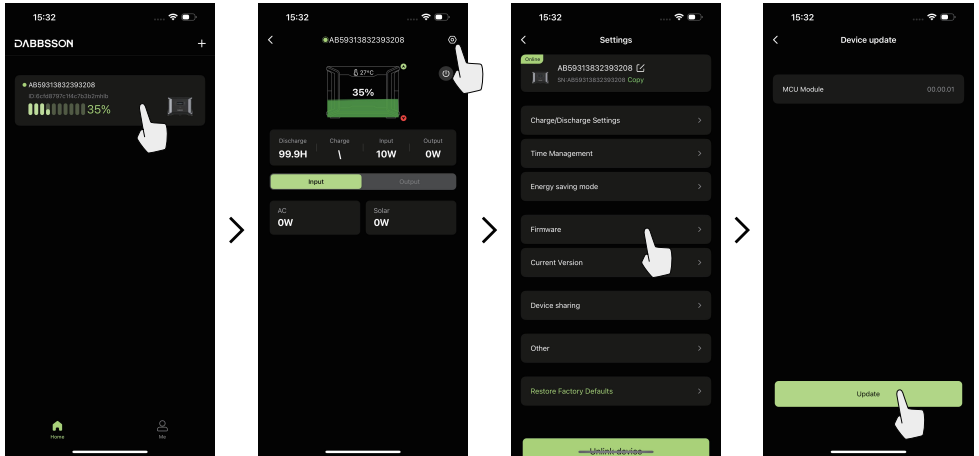 15:32
DABBSSON
+
AB59313832393208
35%
Home
Me
15:32
AB59313832393208
27°C
35%
Discharge Charge Input Output
99.9H \ 10W 0W
Input Output
AC Solar
0W 0W
15:32
Settings
Online
AB59313832393208
SN:AB59313832393208 Copy
Charge/Discharge Settings
Time Management
Energy saving mode
Firmware
Current Version
Device sharing
Other
Restore Factory Defaults
Unlink device
15:32
Device update
MCU Module 00.00.01
Update